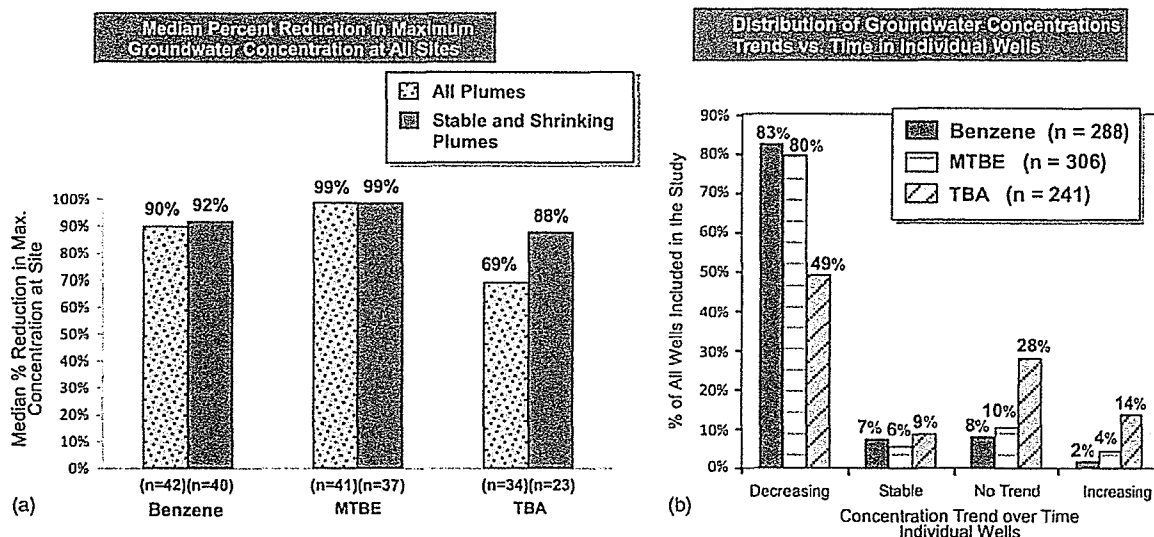 Median Percent Reduction in Maximum
Groundwater Concentration at All Sites
All Plumes
Stable and Shrinking
Plumes
Median % Reduction in Max.
Concentration at Site
100%
90%
80%
70%
60%
50%
40%
30%
20%
10%
0%
90%
92%
99%
99%
69%
88%
(n=42)(n=40)
(n=41)(n=37)
(n=34)(n=23)
Benzene
MTBE
TBA
(a)
Distribution of Groundwater Concentrations
Trends vs. Time in Individual Wells
Benzene (n = 288)
MTBE (n = 306)
TBA (n = 241)
% of All Wells Included in the Study
90%
80%
70%
60%
50%
40%
30%
20%
10%
0%
83%
80%
49%
7%
6%
9%
8%
10%
28%
2%
4%
14%
Decreasing
Stable
No Trend
Increasing
Concentration Trend over Time
Individual Wells
(b)